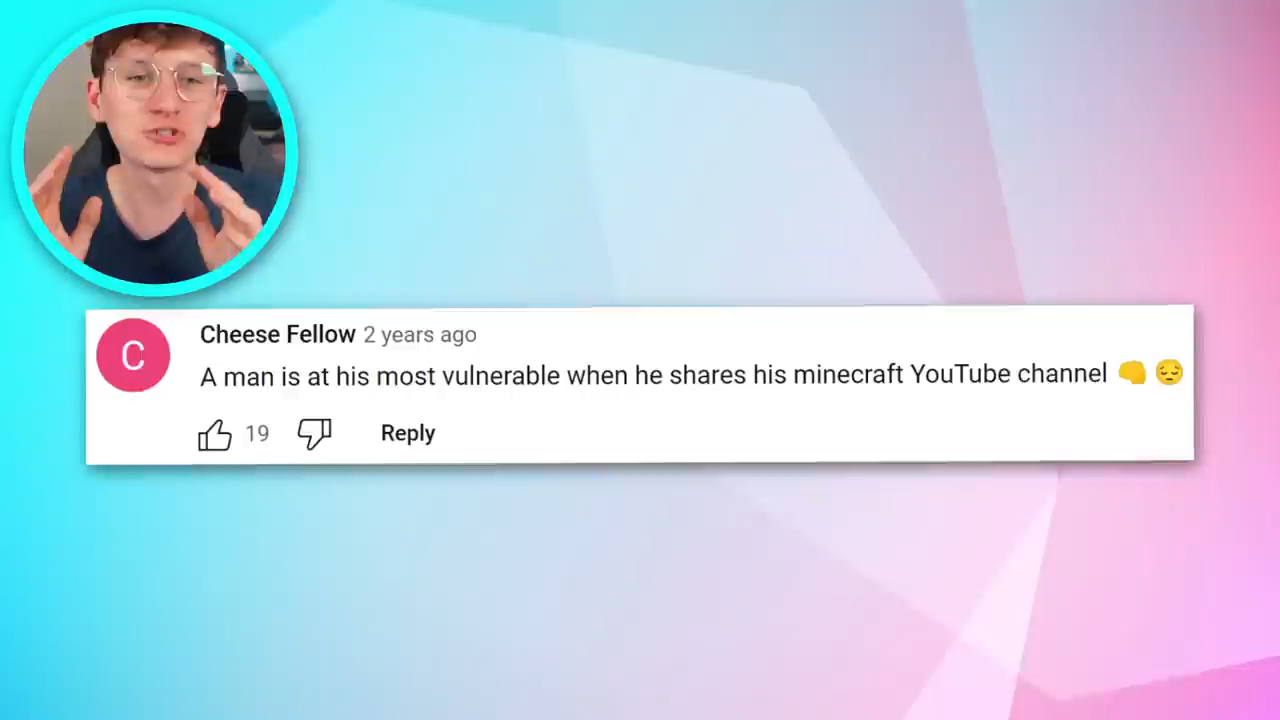 C
Cheese Fellow 2 years ago
A man is at his most vulnerable when he shares his minecraft YouTube channel 👊 😔
19 Reply